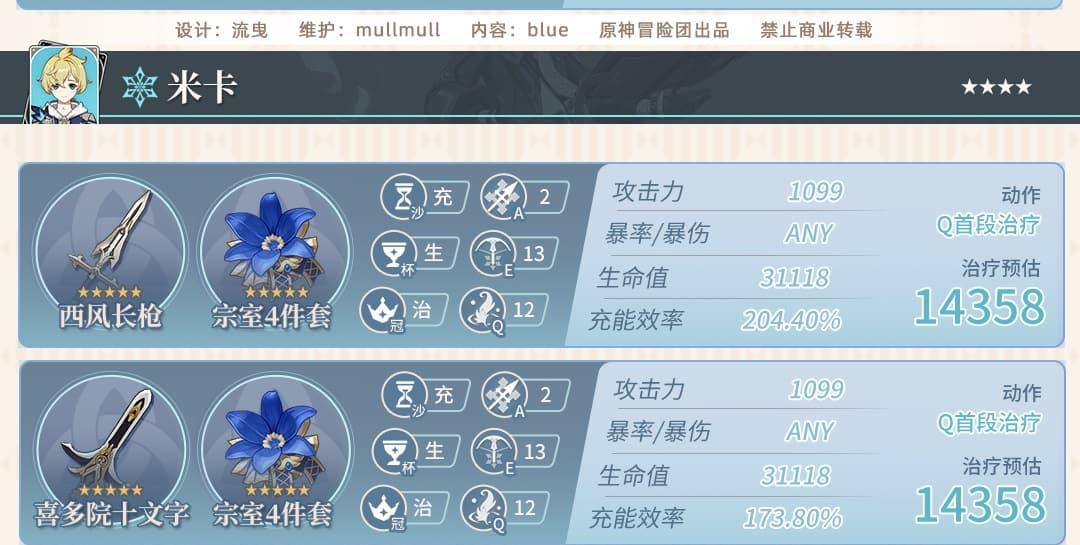 设计：流曳 维护：mullmull 内容：blue 原神冒险团出品 禁止商业转载
米卡 ★★★★
沙 充 A 2
杯 生 E 13
冠 治 Q 12
★★★★★ ★★★★★
西风长枪 宗室4件套
攻击力 1099
暴率/暴伤 ANY
生命值 31118
充能效率 204.40%
动作
Q首段治疗
治疗预估
14358
沙 充 A 2
杯 生 E 13
冠 治 Q 12
★★★★★ ★★★★★
喜多院十文字 宗室4件套
攻击力 1099
暴率/暴伤 ANY
生命值 31118
充能效率 173.80%
动作
Q首段治疗
治疗预估
14358